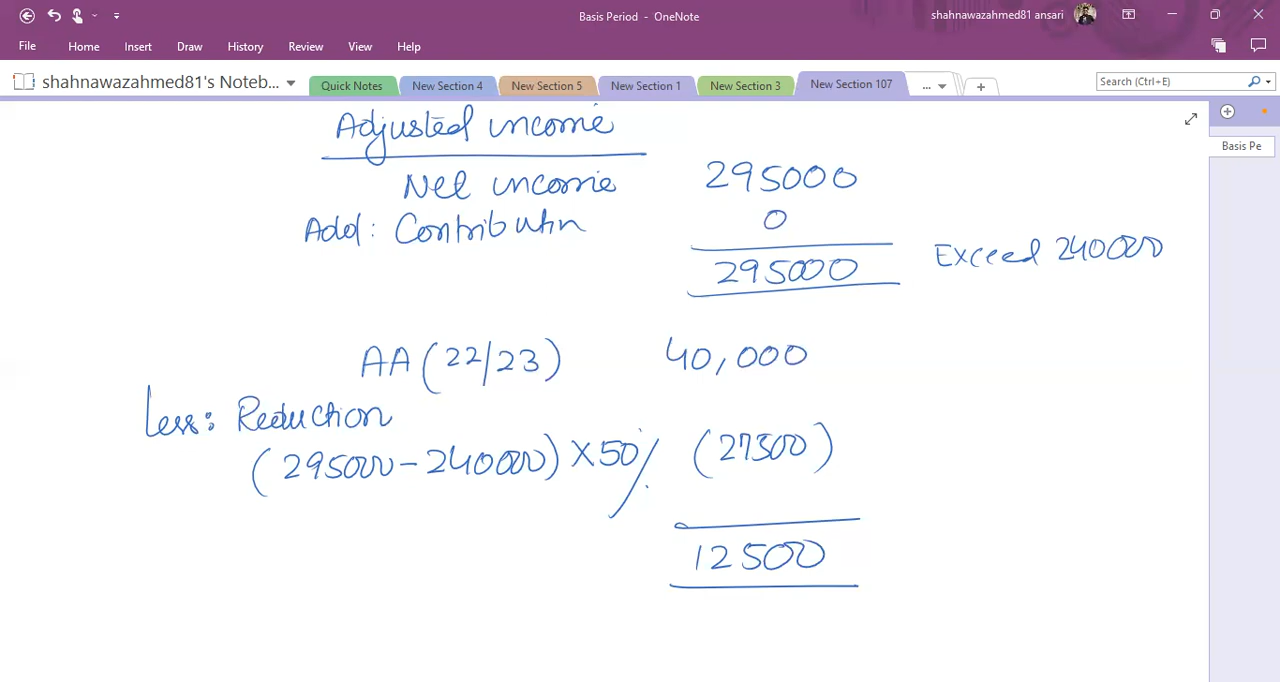 Basis Period - OneNote
shahnawazahmed81 ansari
File Home Insert Draw History Review View Help
shahnawazahmed81's Noteb... Quick Notes New Section 4 New Section 5 New Section 1 New Section 3 New Section 107 ... Search (Ctrl+E)
Basis Pe
Adjusted income
Net income 295000
Add: Contributin 0
295000 Exceed 240000
AA (22/23) 40,000
Less: Reduction
(295000-240000) X 50% (27500)
12500